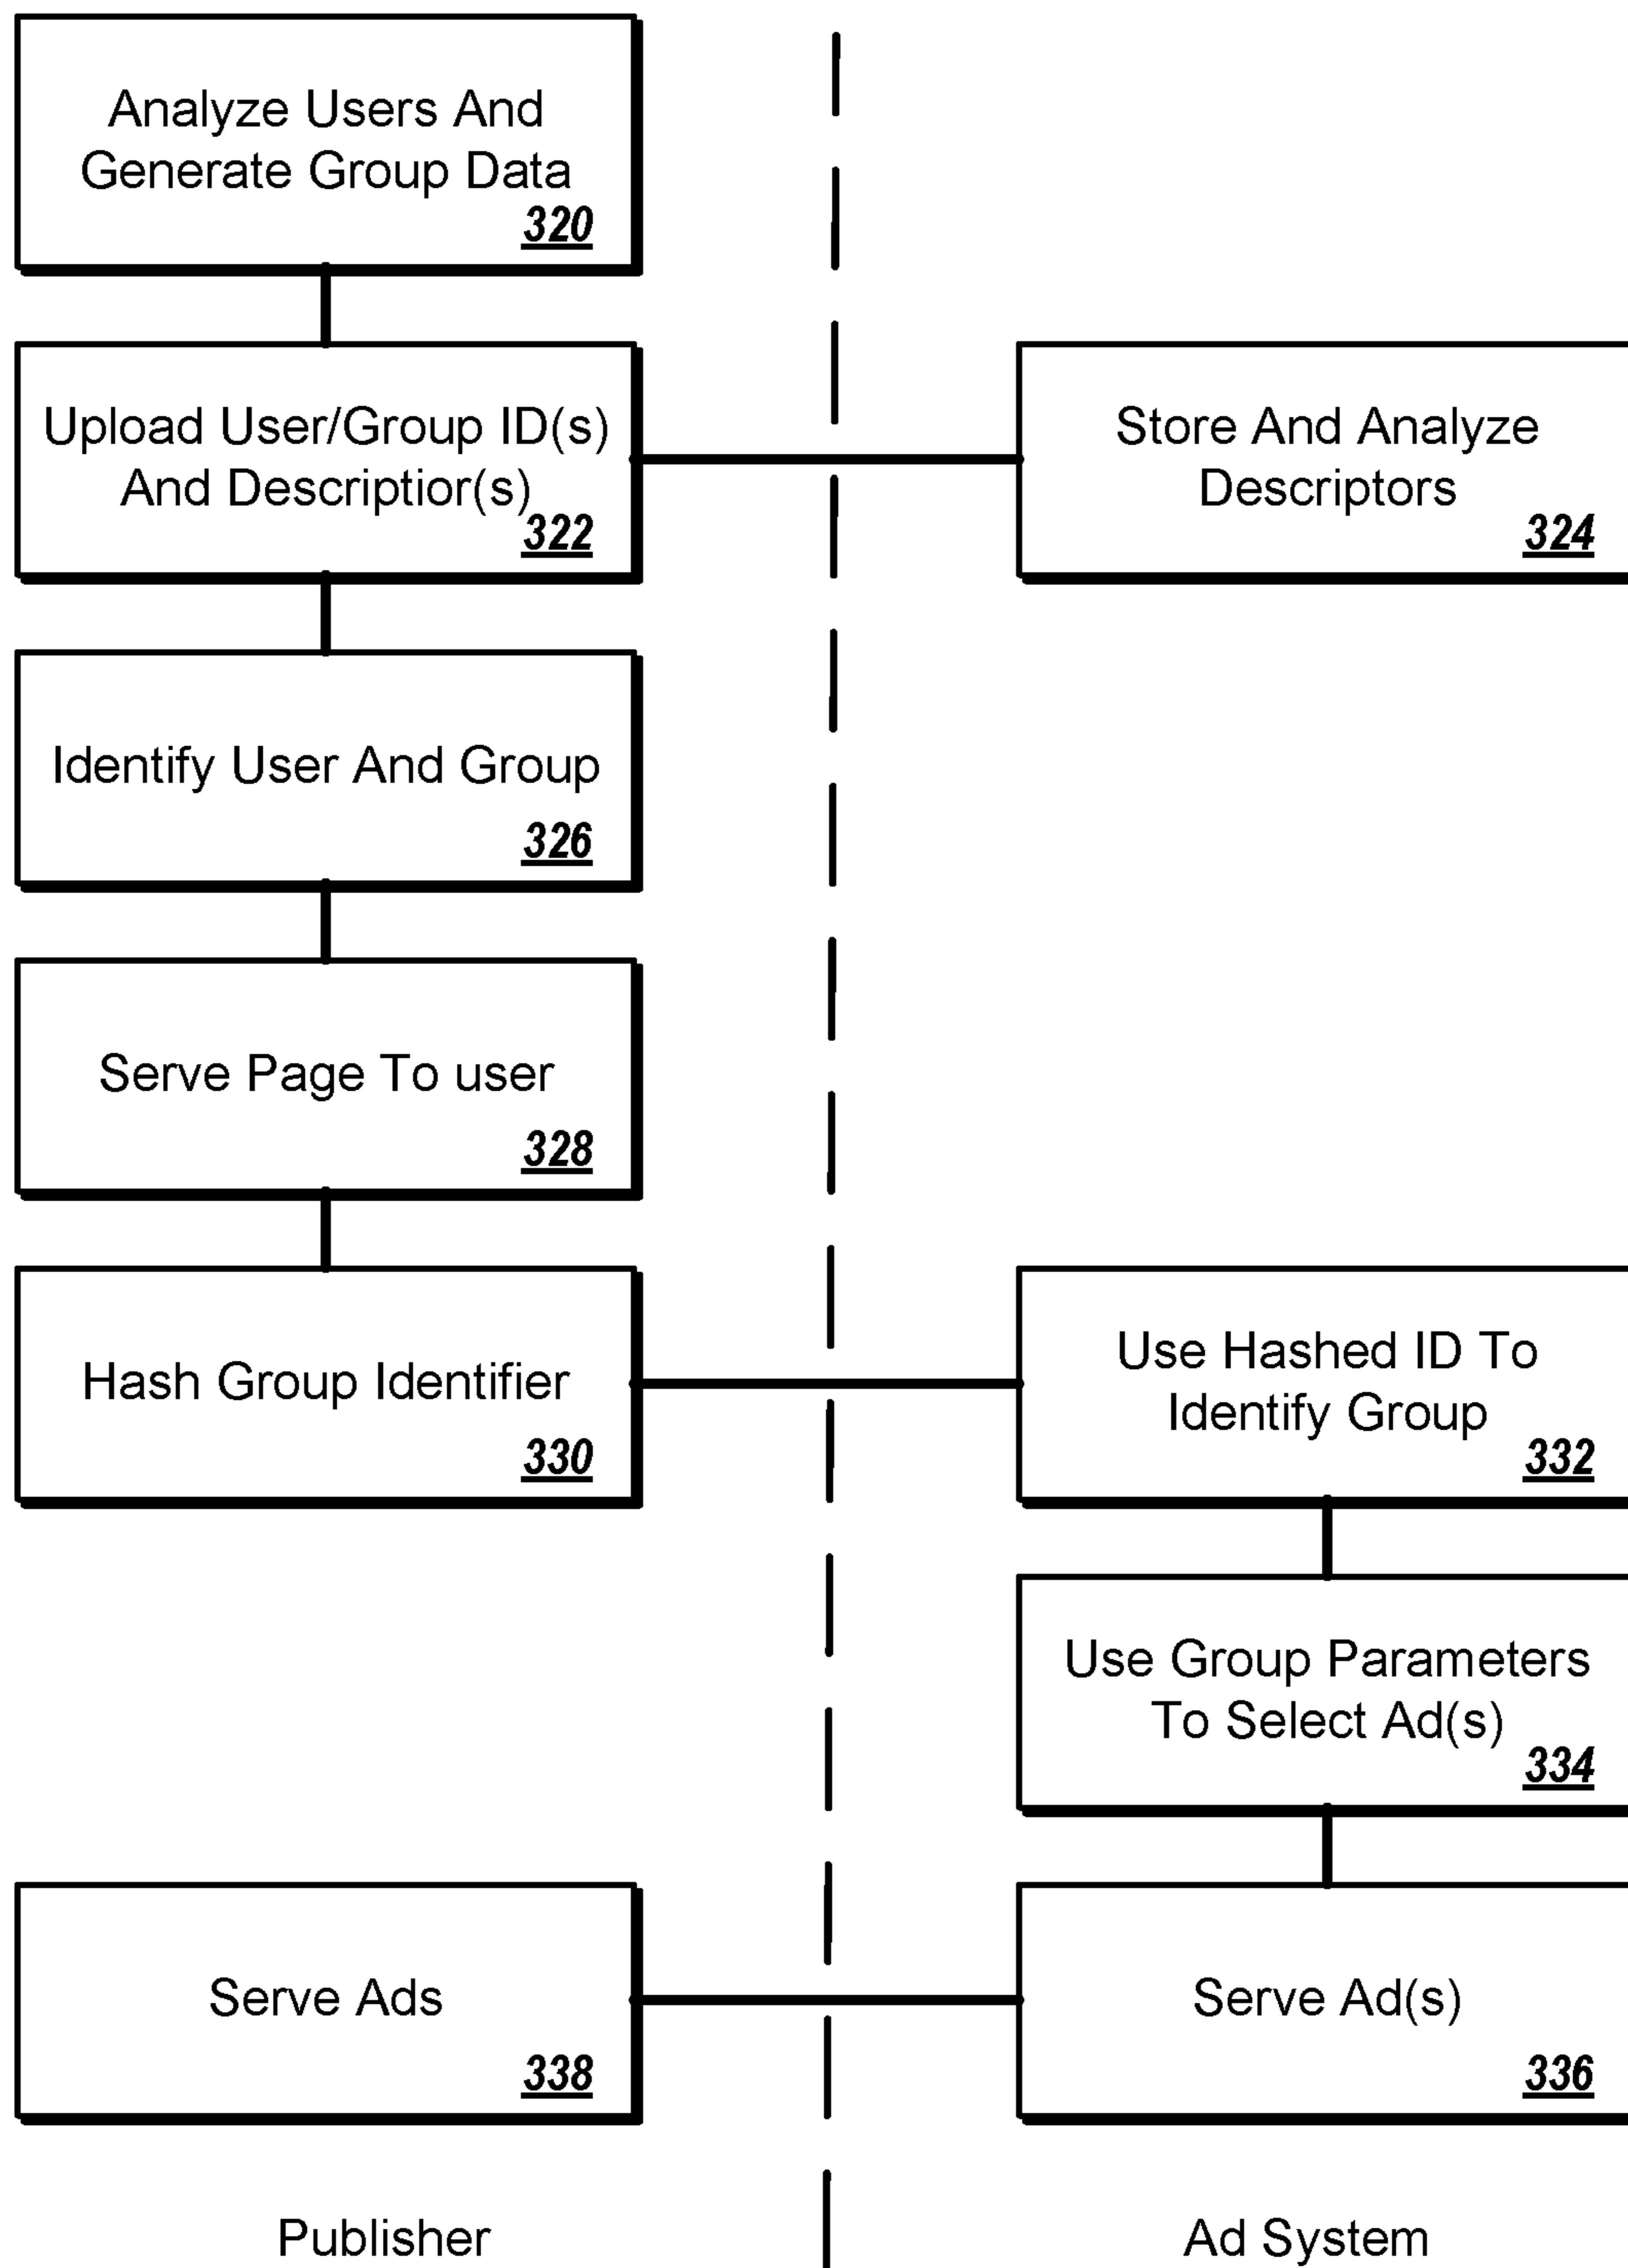 Analyze Users And
Generate Group Data
320
Upload User/Group ID(s)
And Descriptior(s)
322
Store And Analyze
Descriptors
324
Identify User And Group
326
Serve Page To user
328
Hash Group Identifier
330
Use Hashed ID To
Identify Group
332
Use Group Parameters
To Select Ad(s)
334
Serve Ads
338
Serve Ad(s)
336
Publisher
Ad System